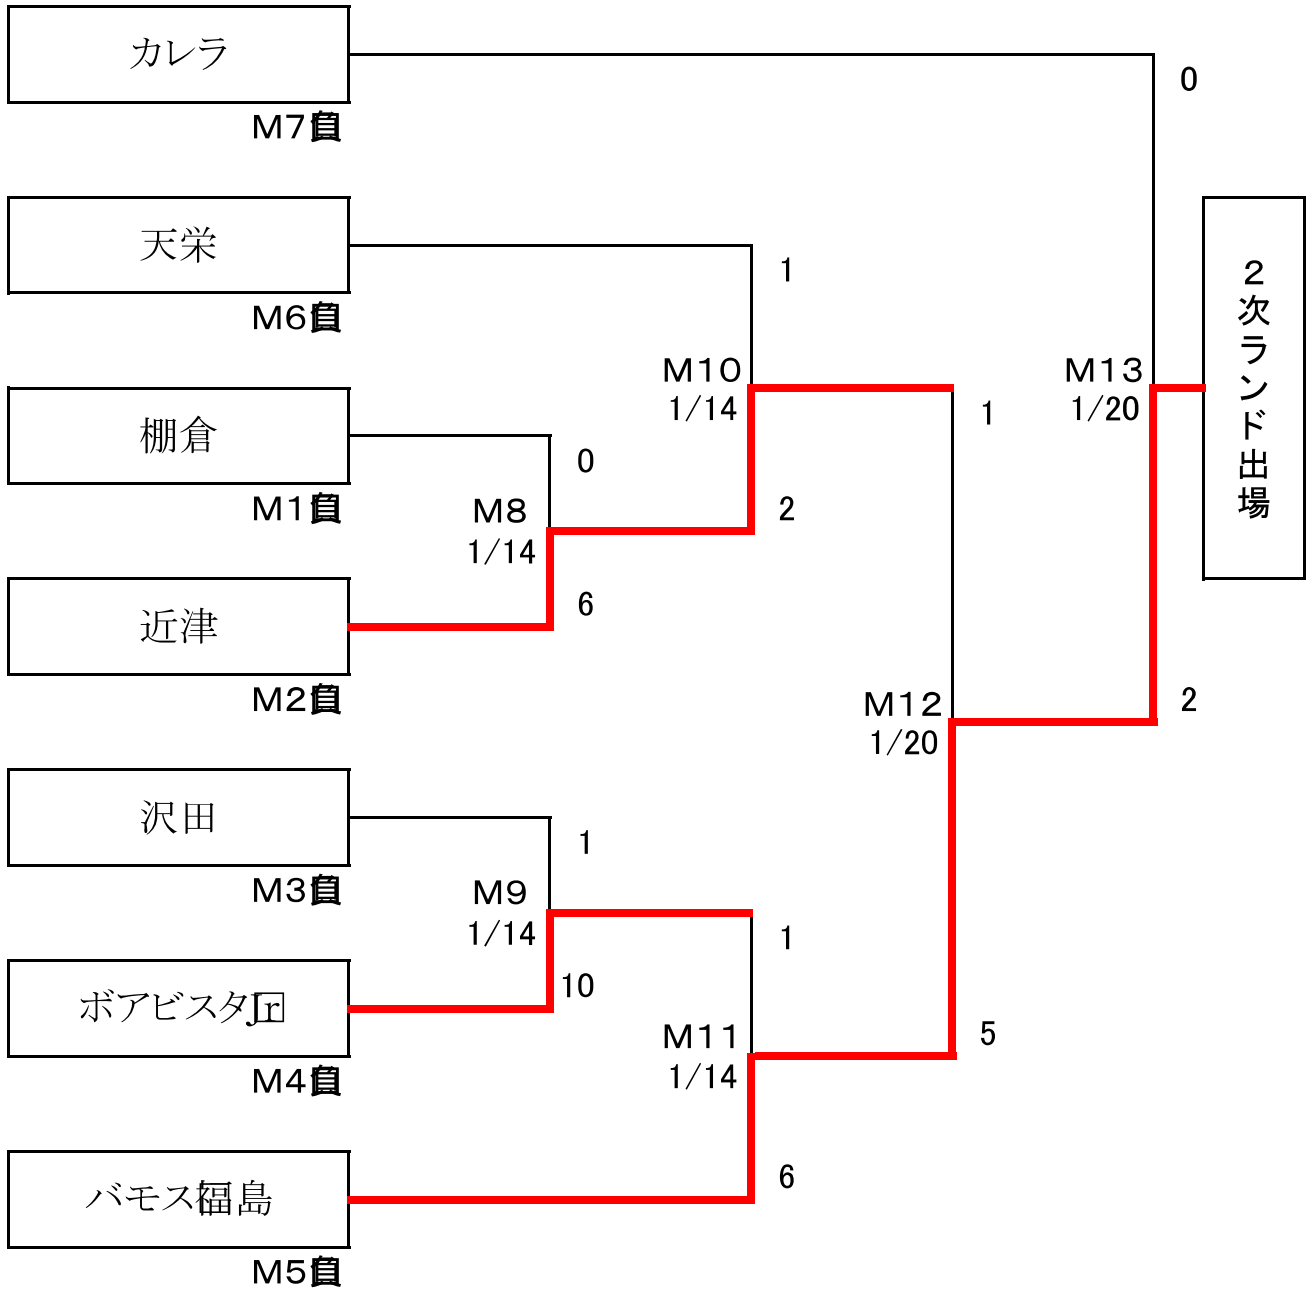 カレラ
M7負
0
天栄
M6負
1
M10
1/14
M13
1/20
2次ランド出場
棚倉
M1負
0
1
M8
1/14
2
近津
M2負
6
M12
1/20
2
沢田
M3負
1
M9
1/14
1
ボアビスタJr
M4負
10
M11
1/14
5
バモス福島
M5負
6